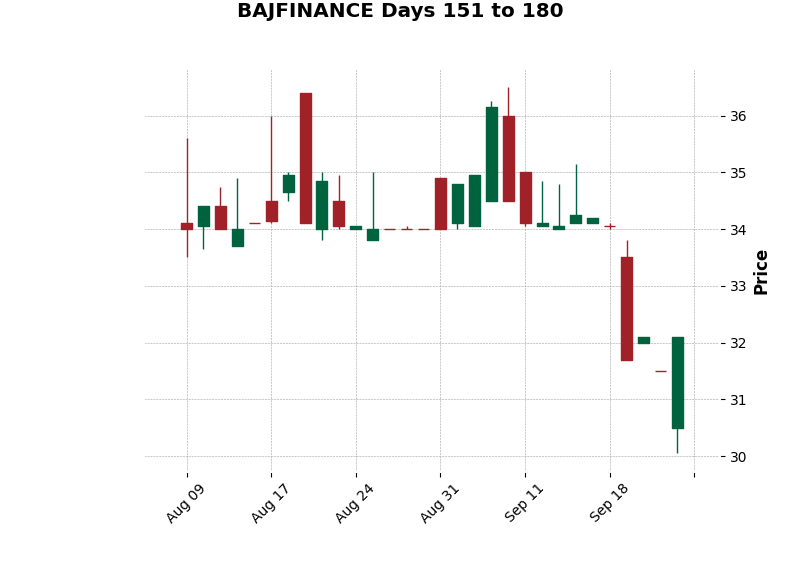 BAJFINANCE Days 151 to 180
36
35
34
33
32
31
30
Price
Aug 09
Aug 17
Aug 24
Aug 31
Sep 11
Sep 18